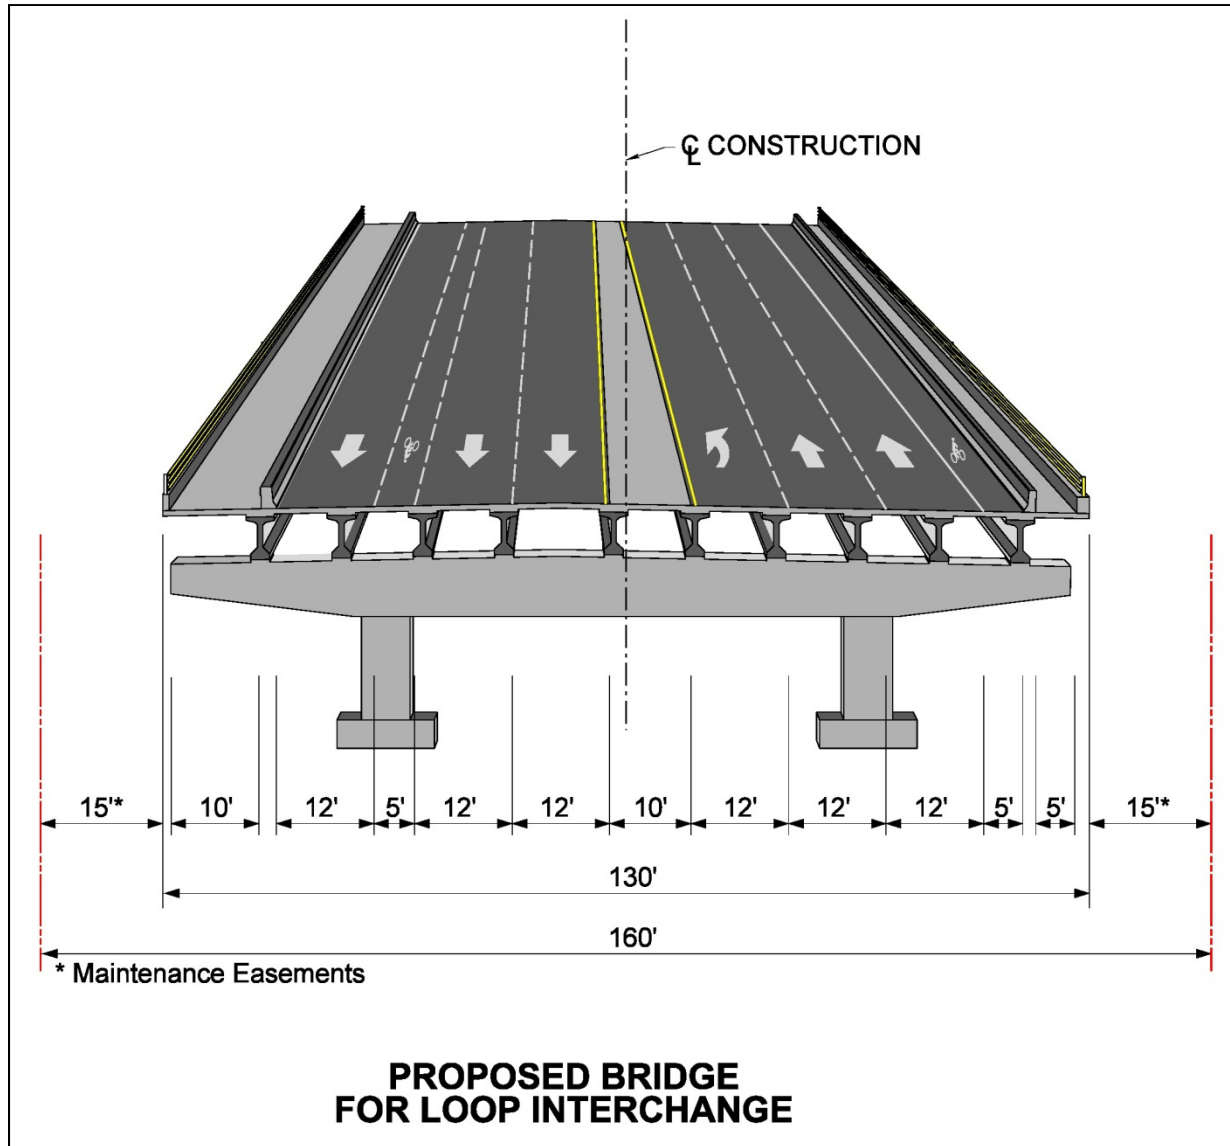 ℄ CONSTRUCTION
15'* 10' 12' 5' 12' 12' 10' 12' 12' 12' 5' 5' 15'*
130'
160'
* Maintenance Easements
PROPOSED BRIDGE
FOR LOOP INTERCHANGE